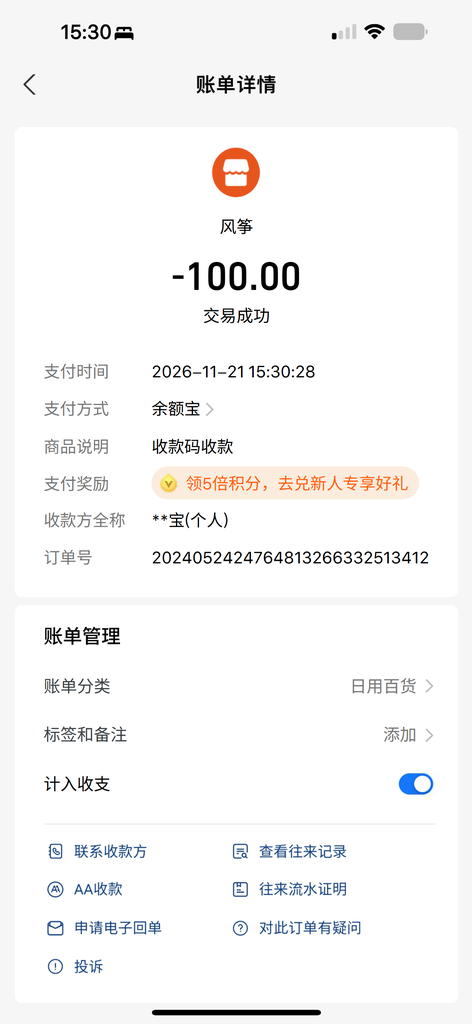 15:30
账单详情
风筝
-100.00
交易成功
支付时间 2026-11-21 15:30:28
支付方式 余额宝
商品说明 收款码收款
支付奖励 领5倍积分，去兑新人专享好礼
收款方全称 **宝(个人)
订单号 2024052424764813266332513412
账单管理
账单分类 日用百货
标签和备注 添加
计入收支
联系收款方 查看往来记录
AA收款 往来流水证明
申请电子回单 对此订单有疑问
投诉